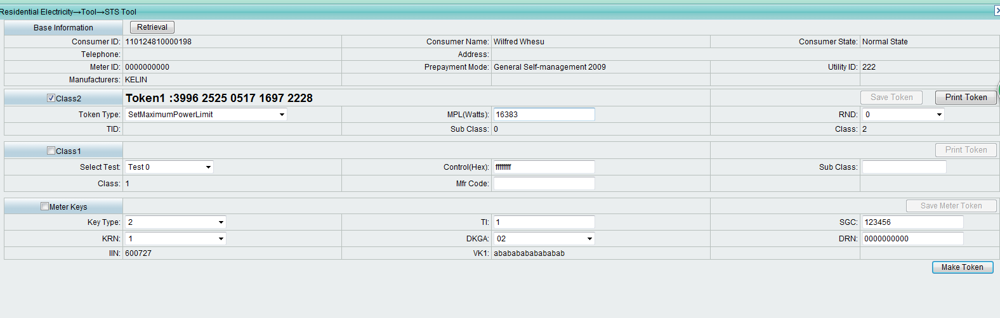 Residential Electricity→Tool→STS Tool
Base Information Retrieval
Consumer ID: 110124810000198 Consumer Name: Wilfred Whesu Consumer State: Normal State
Telephone: Address:
Meter ID: 0000000000 Prepayment Mode: General Self-management 2009 Utility ID: 222
Manufacturers: KELIN
Class2 Token1 :3996 2525 0517 1697 2228 Save Token Print Token
Token Type: SetMaximumPowerLimit MPL(Watts): 16383 RND: 0
TID: Sub Class: 0 Class: 2
Class1 Print Token
Select Test: Test 0 Control(Hex): ffffffff Sub Class:
Class: 1 Mfr Code:
Meter Keys Save Meter Token
Key Type: 2 TI: 1 SGC: 123456
KRN: 1 DKGA: 02 DRN: 0000000000
IIN: 600727 VK1: abababababababab
Make Token